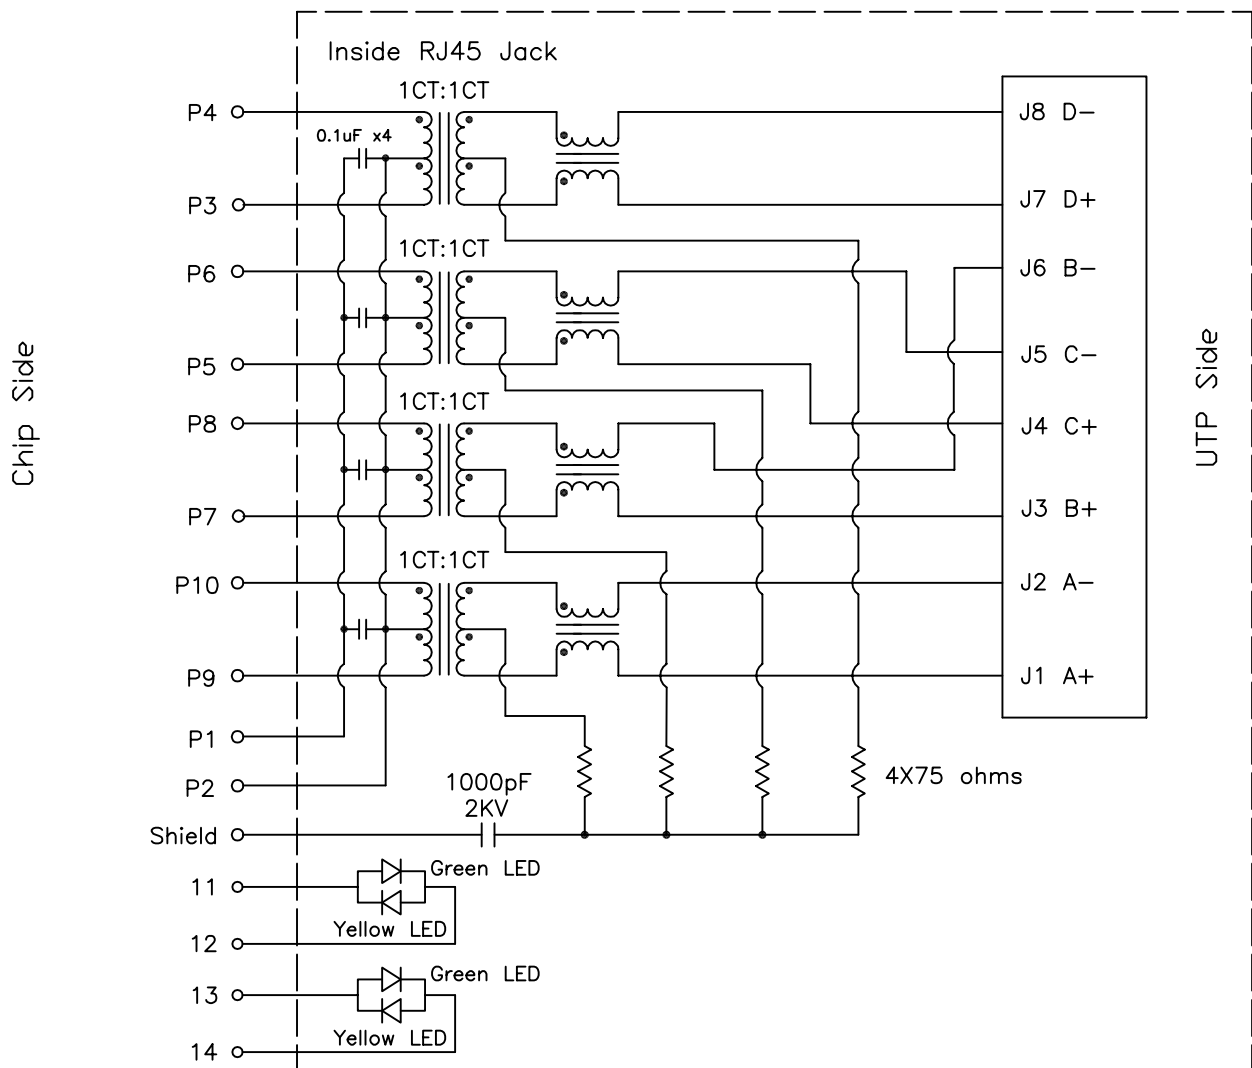 Inside RJ45 Jack
1CT:1CT
P4
J8 D-
0.1uF x4
P3
J7 D+
1CT:1CT
P6
J6 B-
P5
J5 C-
Chip Side
UTP Side
1CT:1CT
P8
J4 C+
P7
J3 B+
1CT:1CT
P10
J2 A-
P9
J1 A+
P1
P2
1000pF
2KV
4X75 ohms
Shield
Green LED
11
Yellow LED
12
Green LED
13
Yellow LED
14